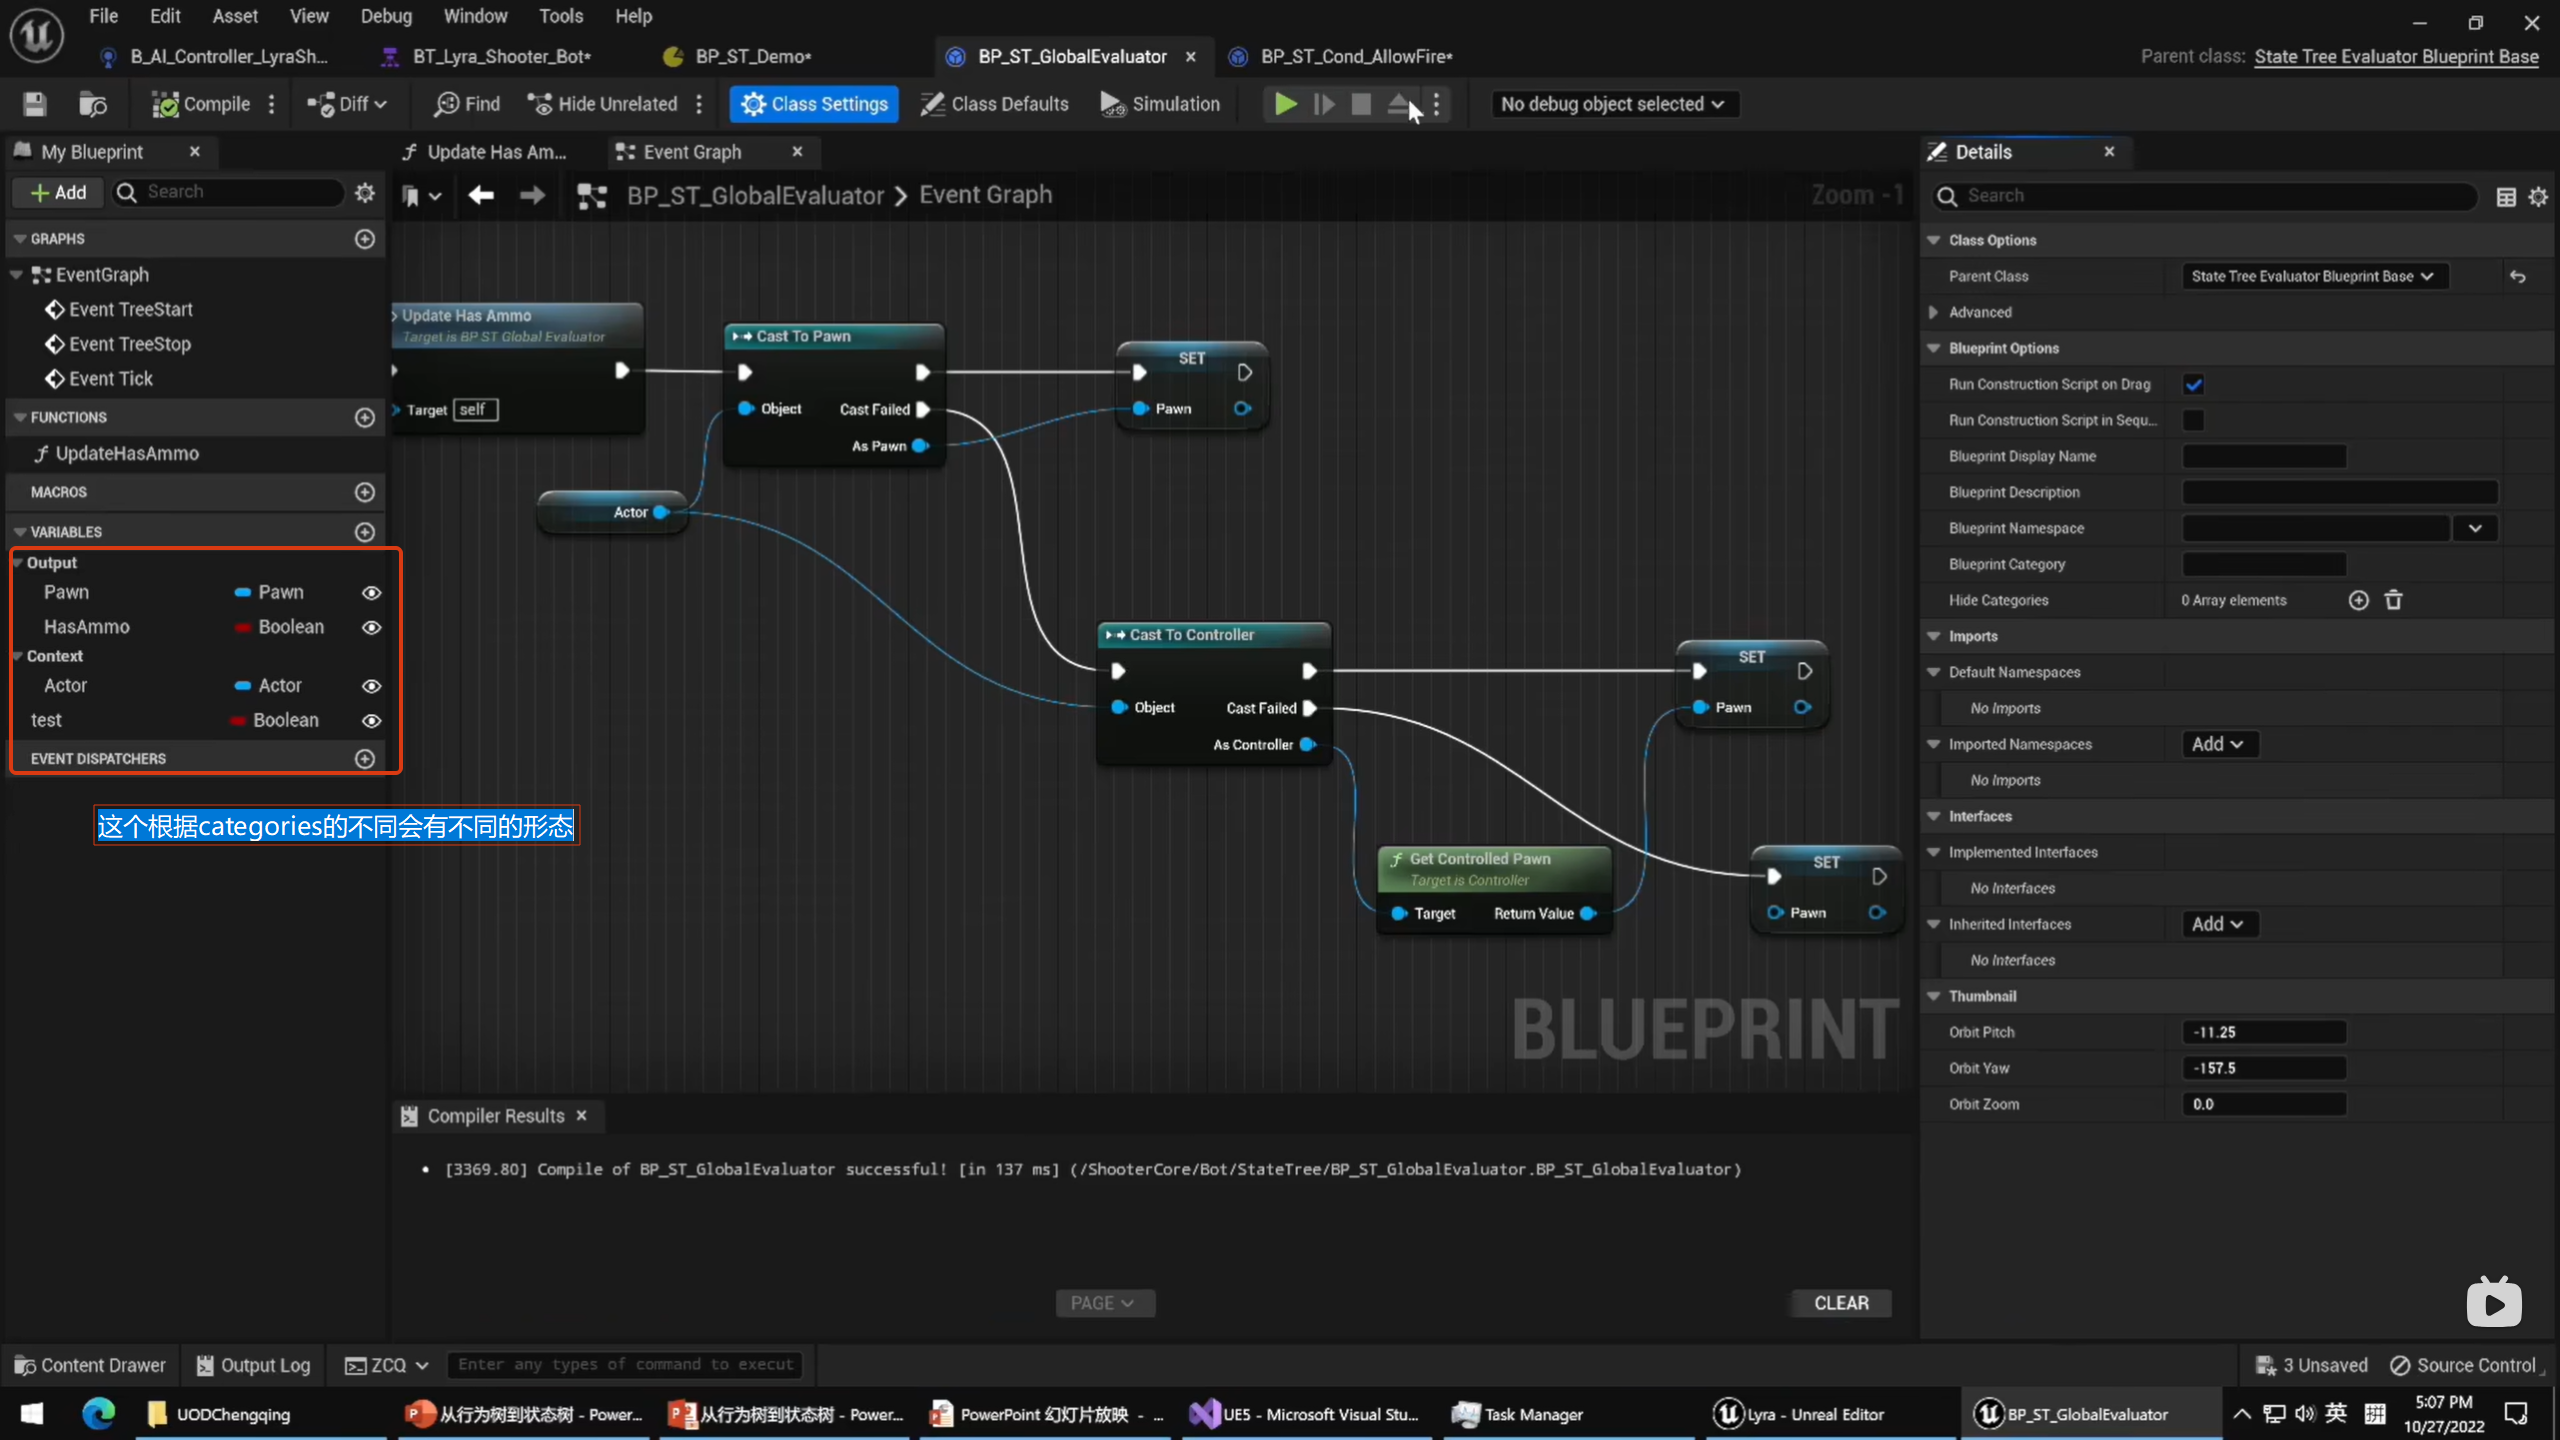 File Edit Asset View Debug Window Tools Help
B_AI_Controller_LyraSh... BT_Lyra_Shooter_Bot* BP_ST_Demo* BP_ST_GlobalEvaluator BP_ST_Cond_AllowFire* Parent class: State Tree Evaluator Blueprint Base
Compile Diff Find Hide Unrelated Class Settings Class Defaults Simulation No debug object selected
My Blueprint
Add Search
GRAPHS
EventGraph
Event TreeStart
Event TreeStop
Event Tick
FUNCTIONS
UpdateHasAmmo
MACROS
VARIABLES
Output
Pawn Pawn
HasAmmo Boolean
Context
Actor Actor
test Boolean
EVENT DISPATCHERS
这个根据categories的不同会有不同的形态
Update Has Am... Event Graph
BP_ST_GlobalEvaluator > Event Graph Zoom -1
Update Has Ammo
Target is BP ST Global Evaluator
Target self
Cast To Pawn
Object Cast Failed
As Pawn
SET
Pawn
Actor
Cast To Controller
Object Cast Failed
As Controller
SET
Pawn
Get Controlled Pawn
Target is Controller
Target Return Value
SET
Pawn
BLUEPRINT
Compiler Results
[3369.80] Compile of BP_ST_GlobalEvaluator successful! [in 137 ms] (/ShooterCore/Bot/StateTree/BP_ST_GlobalEvaluator.BP_ST_GlobalEvaluator)
PAGE CLEAR
Details
Search
Class Options
Parent Class State Tree Evaluator Blueprint Base
Advanced
Blueprint Options
Run Construction Script on Drag
Run Construction Script in Sequ...
Blueprint Display Name
Blueprint Description
Blueprint Namespace
Blueprint Category
Hide Categories 0 Array elements
Imports
Default Namespaces
No Imports
Imported Namespaces Add
No Imports
Interfaces
Implemented Interfaces
No Interfaces
Inherited Interfaces Add
No Interfaces
Thumbnail
Orbit Pitch -11.25
Orbit Yaw -157.5
Orbit Zoom 0.0
Content Drawer Output Log ZCQ Enter any types of command to execut 3 Unsaved Source Control
UODChengqing 从行为树到状态树 - Power... 从行为树到状态树 - Power... PowerPoint 幻灯片放映 - ... UE5 - Microsoft Visual Stu... Task Manager Lyra - Unreal Editor BP_ST_GlobalEvaluator 英 拼 5:07 PM
10/27/2022